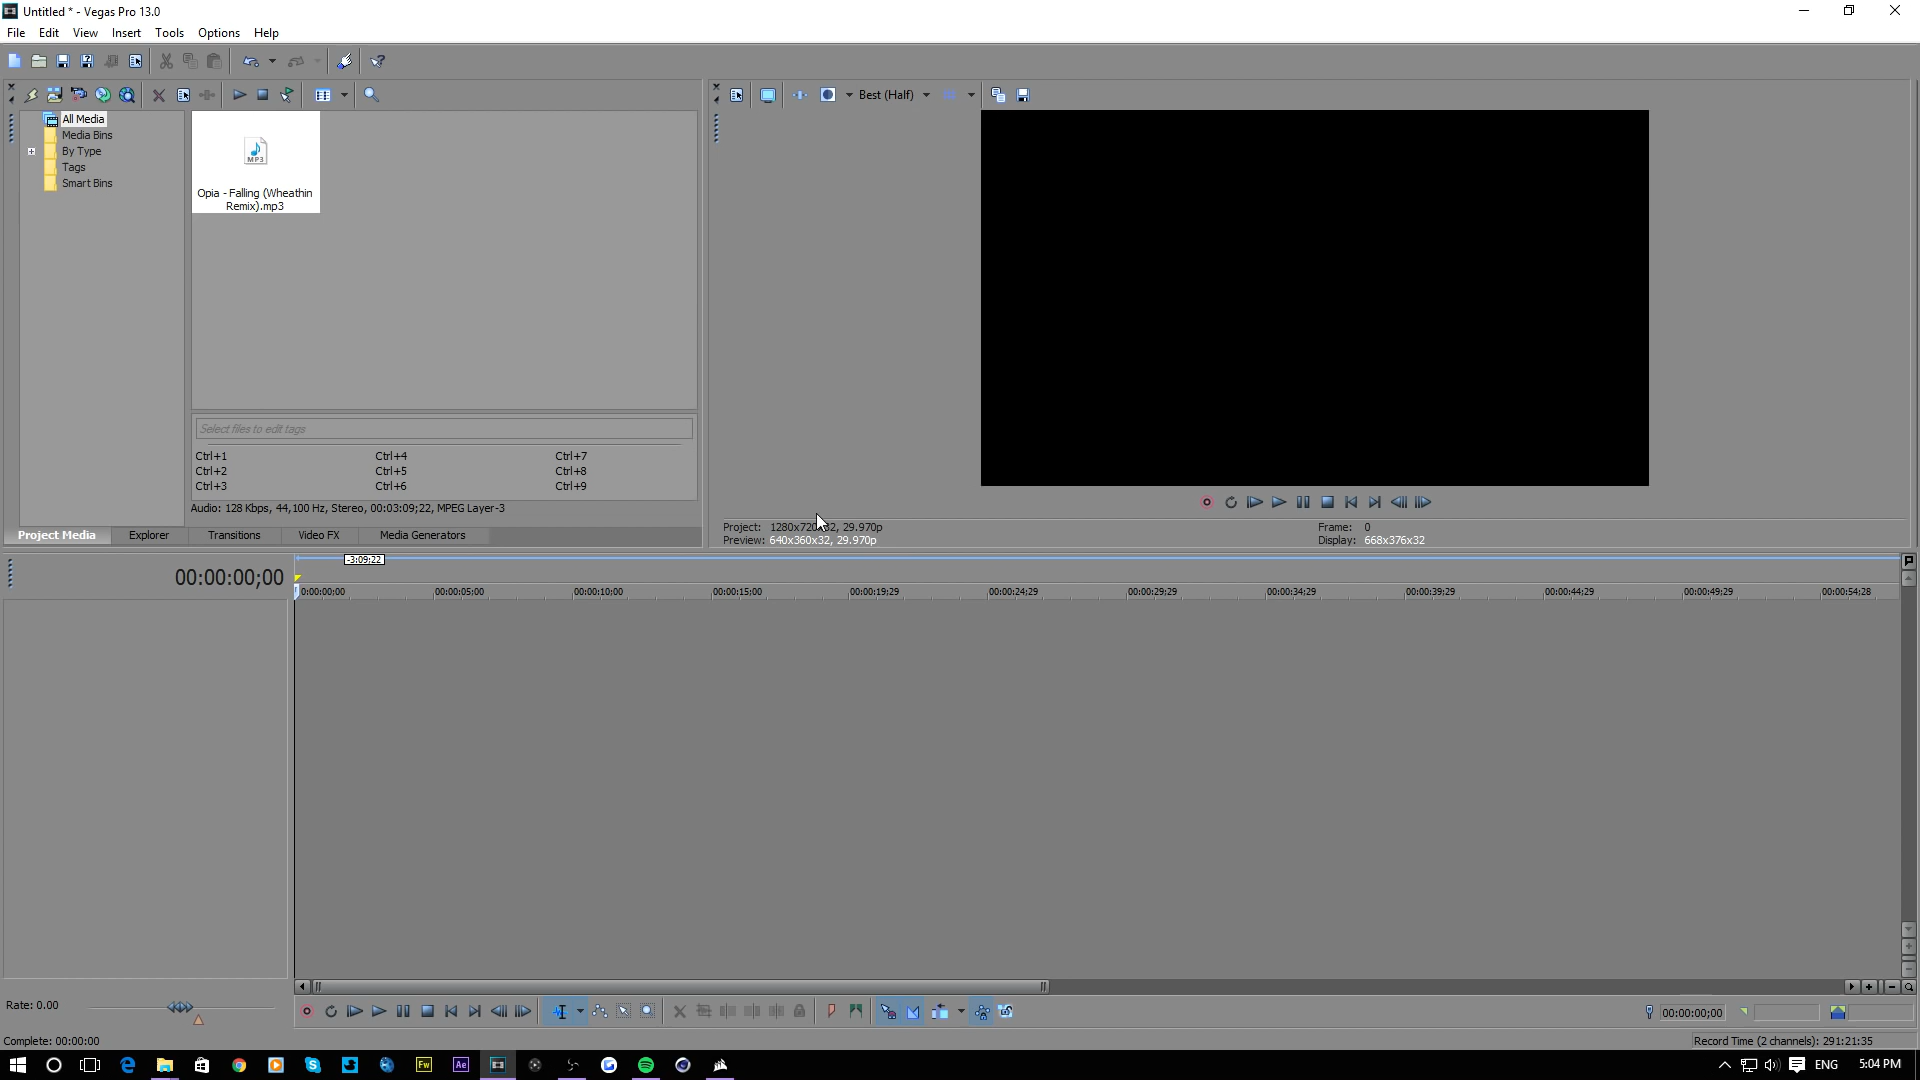 Untitled * - Vegas Pro 13.0
File Edit View Insert Tools Options Help
Best (Half)
All Media
Media Bins
By Type
Tags
Smart Bins
MP3
Opia - Falling (Wheathin
Remix).mp3
Select files to edit tags
Ctrl+1 Ctrl+4 Ctrl+7
Ctrl+2 Ctrl+5 Ctrl+8
Ctrl+3 Ctrl+6 Ctrl+9
Audio: 128 Kbps, 44,100 Hz, Stereo, 00:03:09;22, MPEG Layer-3
Project Media Explorer Transitions Video FX Media Generators
Project: 1280x720x32, 29.970p Frame: 0
Preview: 640x360x32, 29.970p Display: 668x376x32
-3:09;22
00:00:00;00
0:00:00;00 00:00:05;00 00:00:10;00 00:00:15;00 00:00:19;29 00:00:24;29 00:00:29;29 00:00:34;29 00:00:39;29 00:00:44;29 00:00:49;29 00:00:54;28
Rate: 0.00
00:00:00;00
Complete: 00:00:00
Record Time (2 channels): 291:21:35
Fw Ae
ENG 5:04 PM